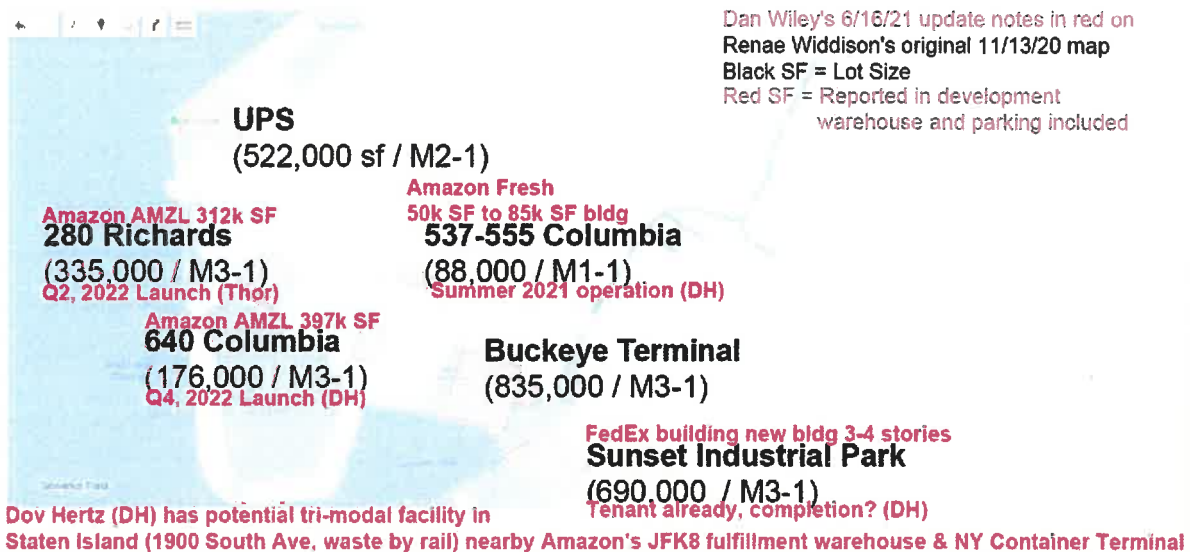 Dan Wiley's 6/16/21 update notes in red on
Renae Widdison's original 11/13/20 map
Black SF = Lot Size
Red SF = Reported in development
warehouse and parking included
UPS
(522,000 sf / M2-1)
Amazon Fresh
50k SF to 85k SF bldg
537-555 Columbia
(88,000 / M1-1)
Summer 2021 operation (DH)
Amazon AMZL 312k SF
280 Richards
(335,000 / M3-1)
Q2, 2022 Launch (Thor)
Amazon AMZL 397k SF
640 Columbia
(176,000 / M3-1)
Q4, 2022 Launch (DH)
Buckeye Terminal
(835,000 / M3-1)
FedEx building new bldg 3-4 stories
Sunset Industrial Park
(690,000 / M3-1)
Tenant already, completion? (DH)
Dov Hertz (DH) has potential tri-modal facility in
Staten Island (1900 South Ave, waste by rail) nearby Amazon's JFK8 fulfillment warehouse & NY Container Terminal